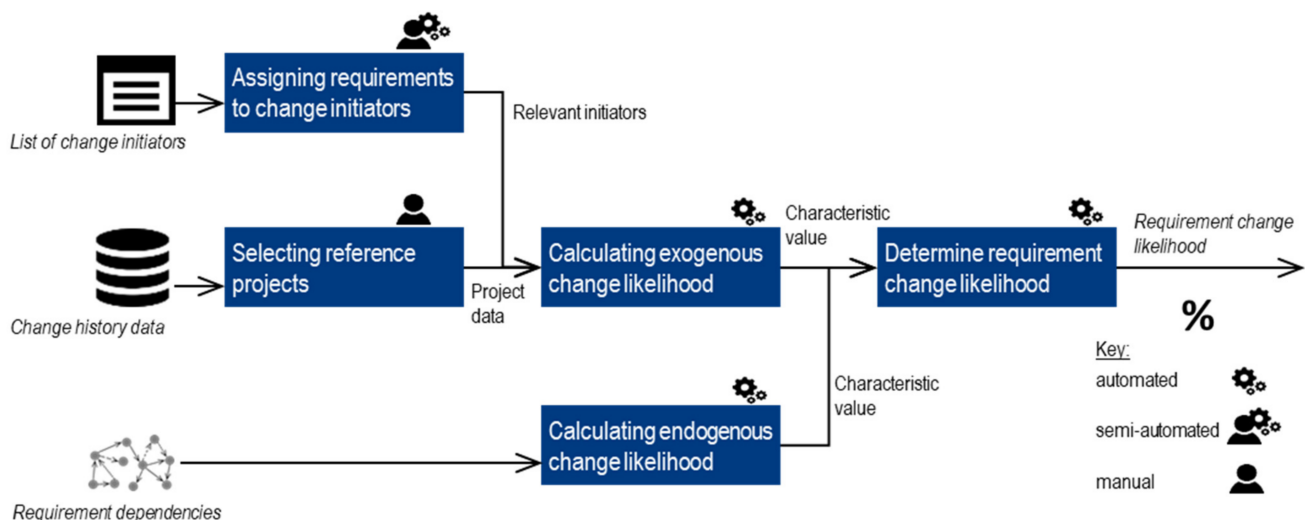 Assigning requirements
to change initiators
List of change initiators
Relevant initiators
Selecting reference
projects
Change history data
Project
data
Calculating exogenous
change likelihood
Characteristic
value
Determine requirement
change likelihood
Requirement change
likelihood
%
Key:
automated
semi-automated
manual
Characteristic
value
Calculating endogenous
change likelihood
Requirement dependencies